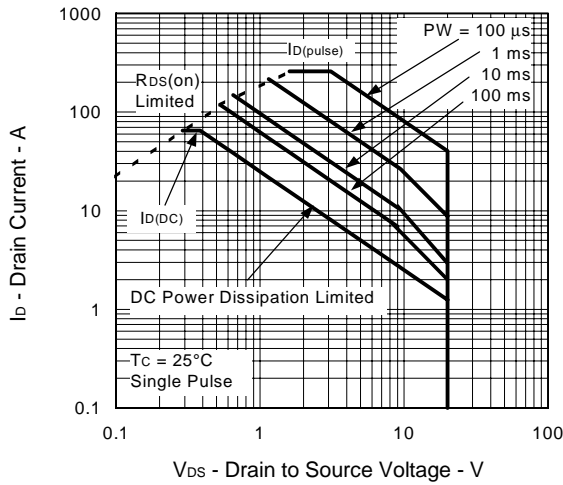 1000
100
10
1
0.1
ID - Drain Current - A
ID(pulse)
PW = 100 µs
1 ms
10 ms
100 ms
RDS(on)
Limited
ID(DC)
DC Power Dissipation Limited
TC = 25°C
Single Pulse
0.1
1
10
100
VDS - Drain to Source Voltage - V